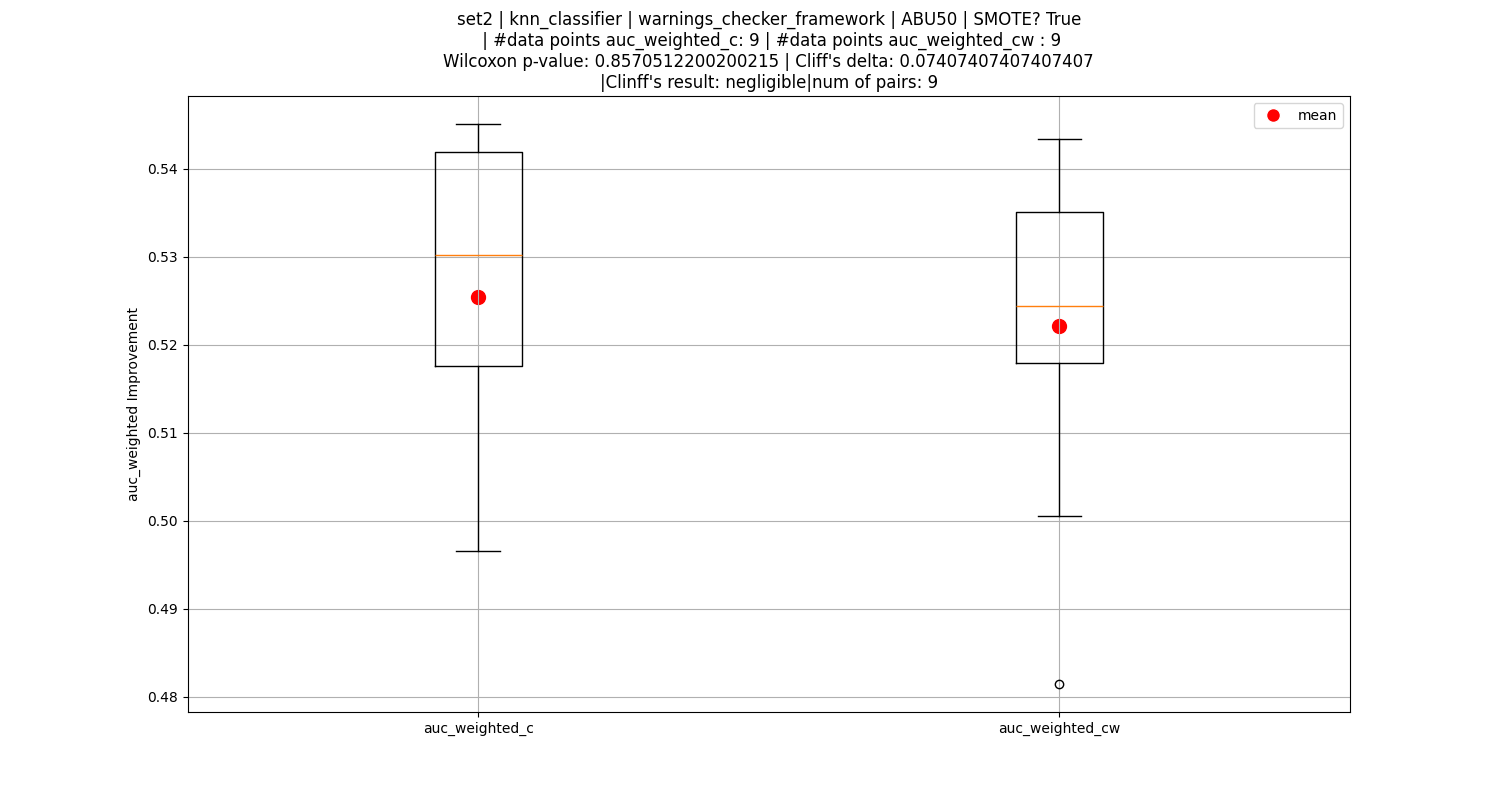 set2 | knn_classifier | warnings_checker_framework | ABU50 | SMOTE? True
| #data points auc_weighted_c: 9 | #data points auc_weighted_cw : 9
Wilcoxon p-value: 0.8570512200200215 | Cliff's delta: 0.07407407407407407
|Clinff's result: negligible|num of pairs: 9
mean
auc_weighted Improvement
0.54
0.53
0.52
0.51
0.50
0.49
0.48
auc_weighted_c
auc_weighted_cw